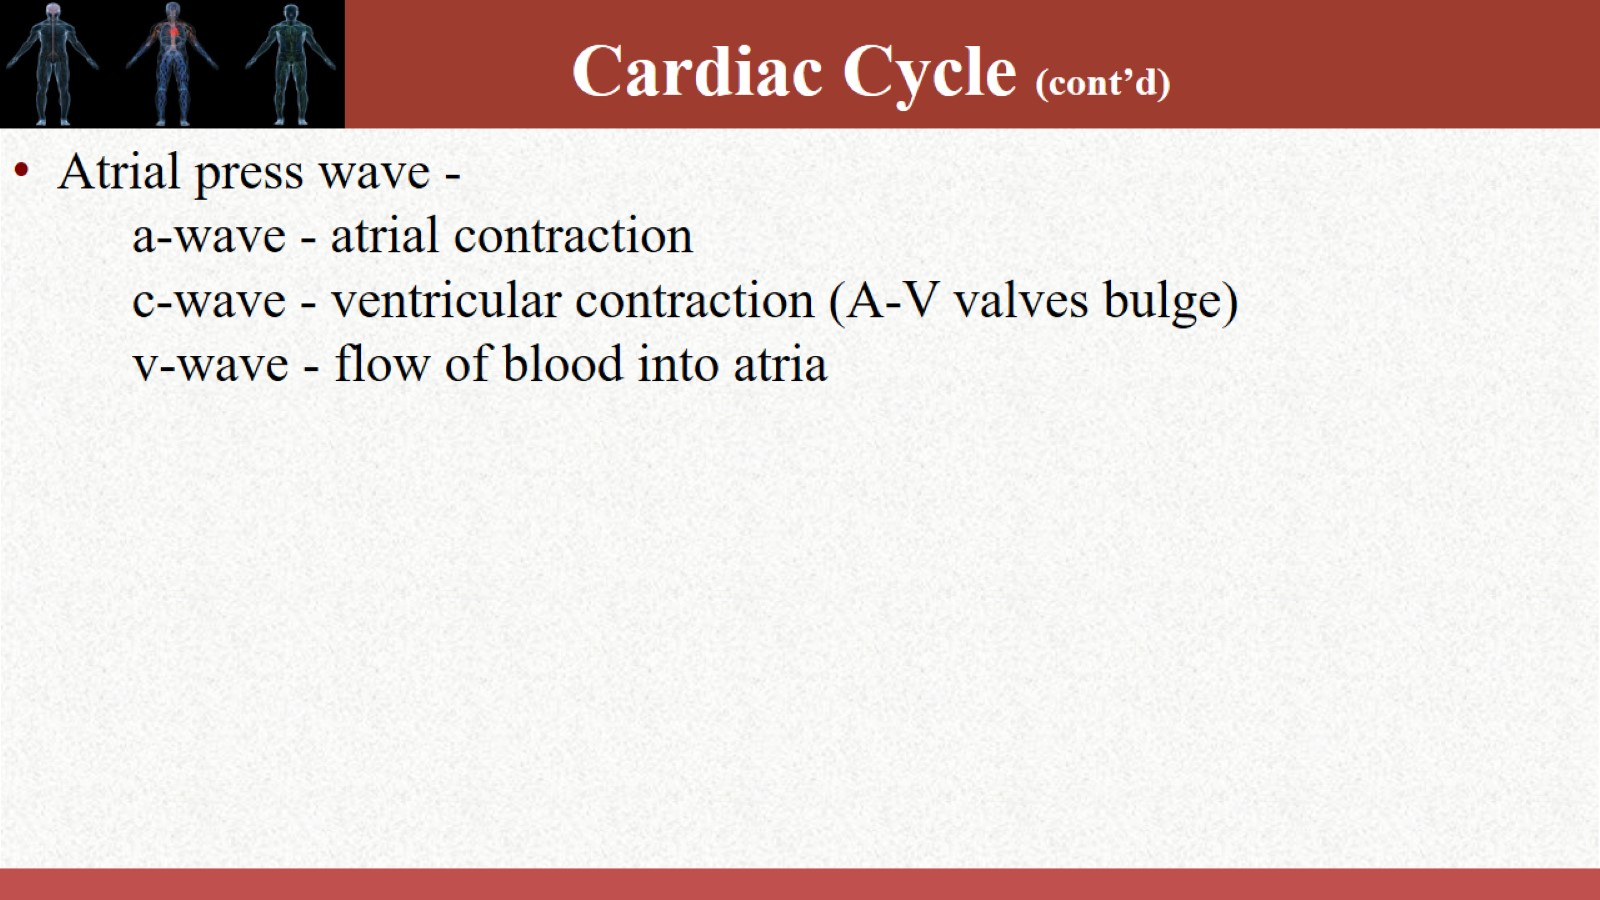 Cardiac Cycle (cont’d)
• Atrial press wave -
a-wave - atrial contraction
c-wave - ventricular contraction (A-V valves bulge)
v-wave - flow of blood into atria